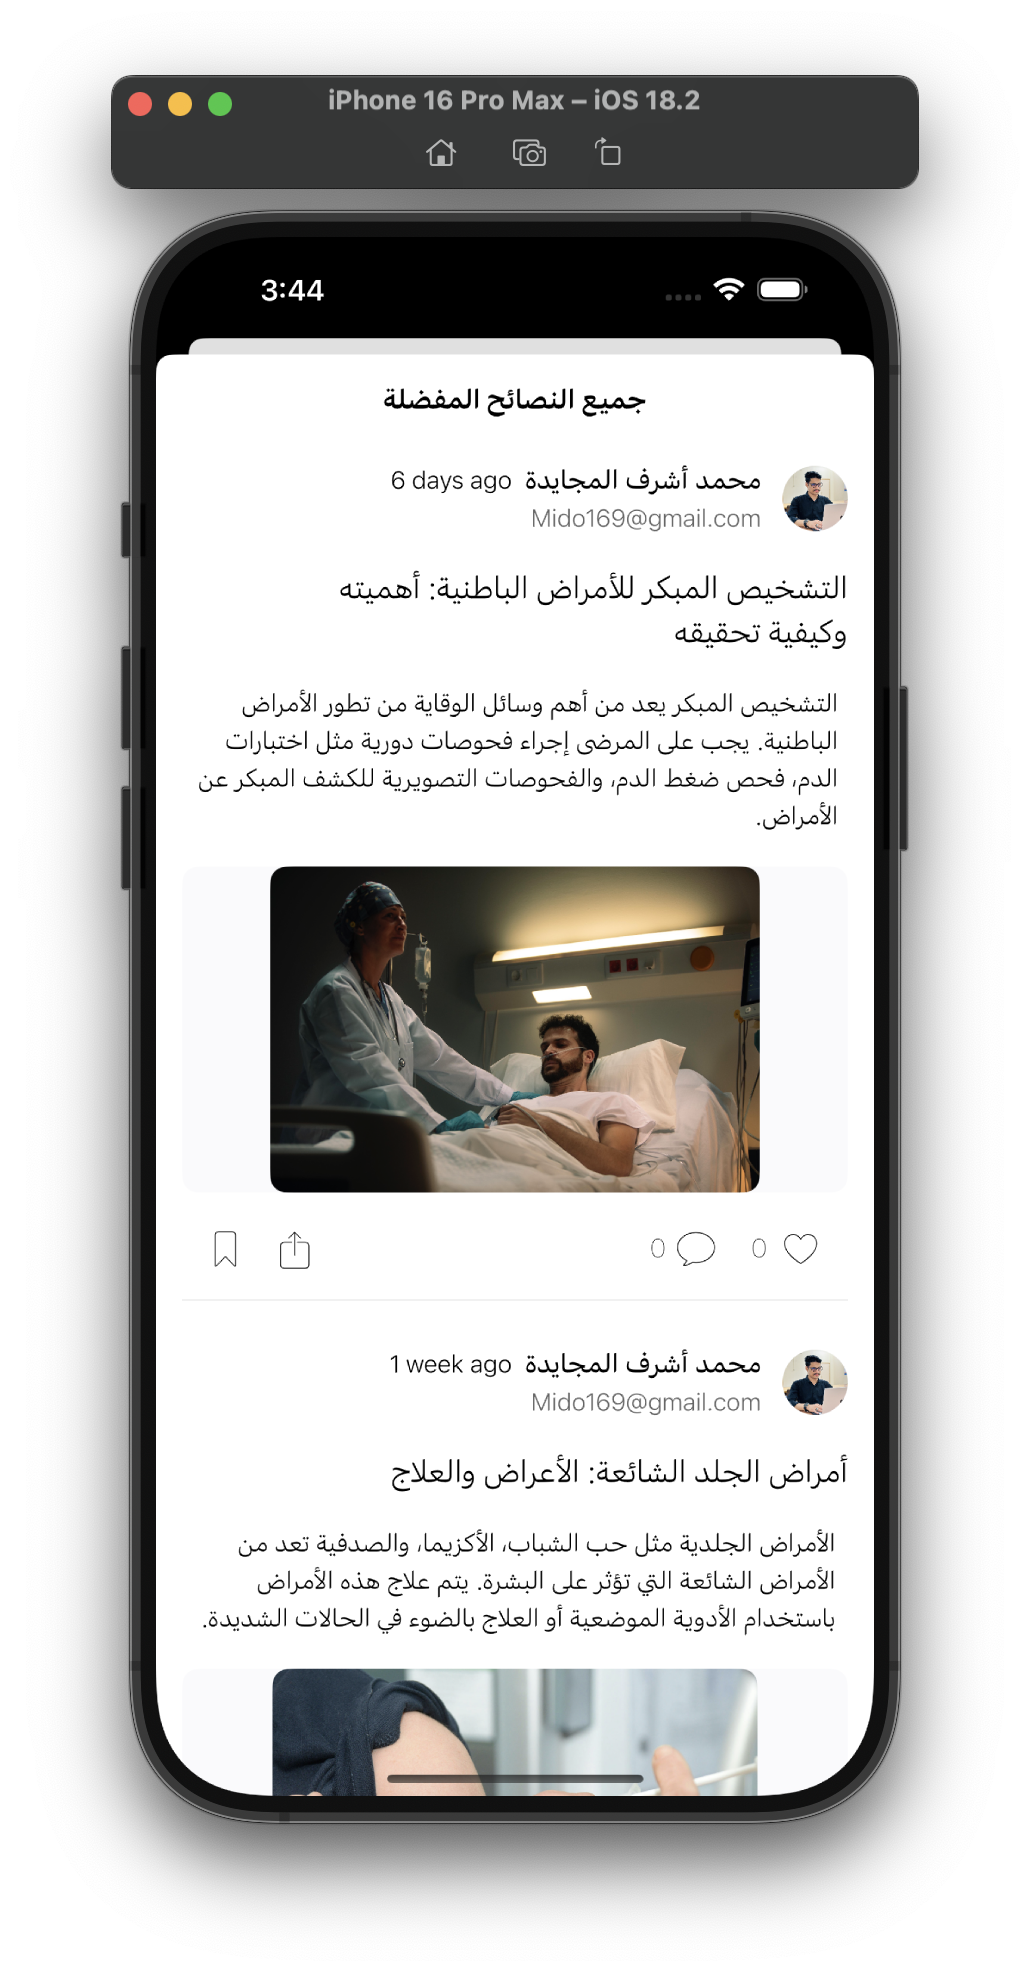 iPhone 16 Pro Max – iOS 18.2
3:44
جميع النصائح المفضلة
محمد أشرف المجايدة 6 days ago
Mido169@gmail.com
التشخيص المبكر للأمراض الباطنية: أهميته
وكيفية تحقيقه
التشخيص المبكر يعد من أهم وسائل الوقاية من تطور الأمراض
الباطنية. يجب على المرضى إجراء فحوصات دورية مثل اختبارات
الدم، فحص ضغط الدم، والفحوصات التصويرية للكشف المبكر عن
الأمراض.
0 0
محمد أشرف المجايدة 1 week ago
Mido169@gmail.com
أمراض الجلد الشائعة: الأعراض والعلاج
الأمراض الجلدية مثل حب الشباب، الأكزيما، والصدفية تعد من
الأمراض الشائعة التي تؤثر على البشرة. يتم علاج هذه الأمراض
باستخدام الأدوية الموضعية أو العلاج بالضوء في الحالات الشديدة.